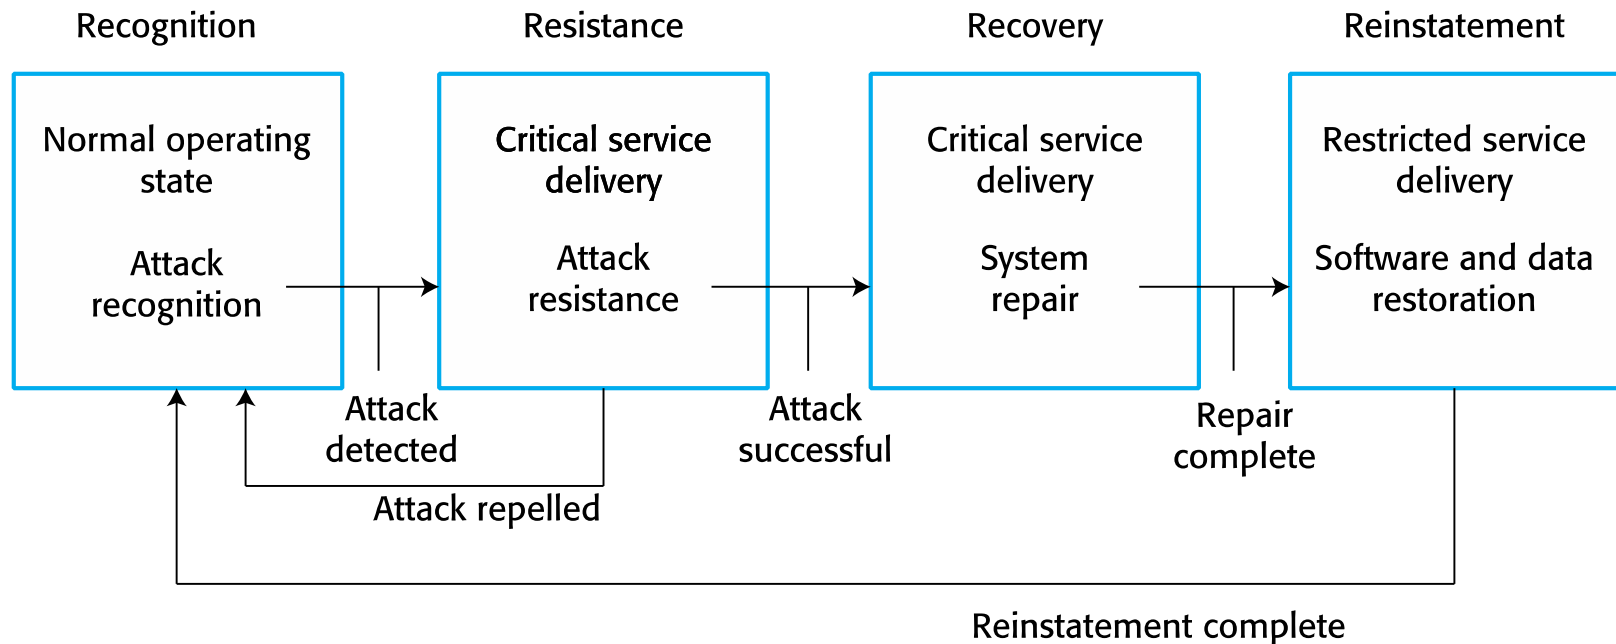 Recognition
Resistance
Recovery
Reinstatement
Normal operating
state
Attack
recognition
Critical service
delivery
Attack
resistance
Critical service
delivery
System
repair
Restricted service
delivery
Software and data
restoration
Attack
detected
Attack
successful
Repair
complete
Attack repelled
Reinstatement complete